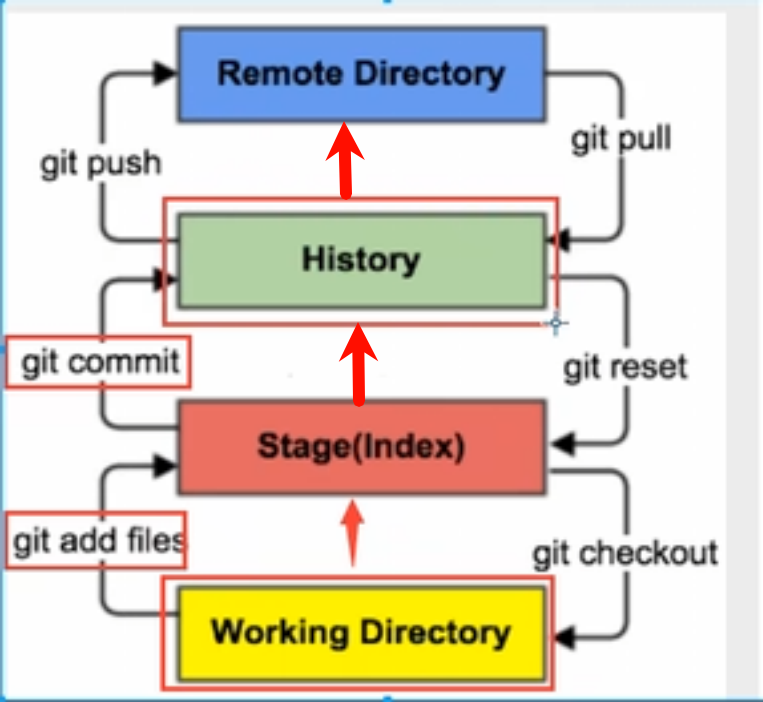 Remote Directory
git push
git pull
History
git commit
git reset
Stage(Index)
git add files
git checkout
Working Directory